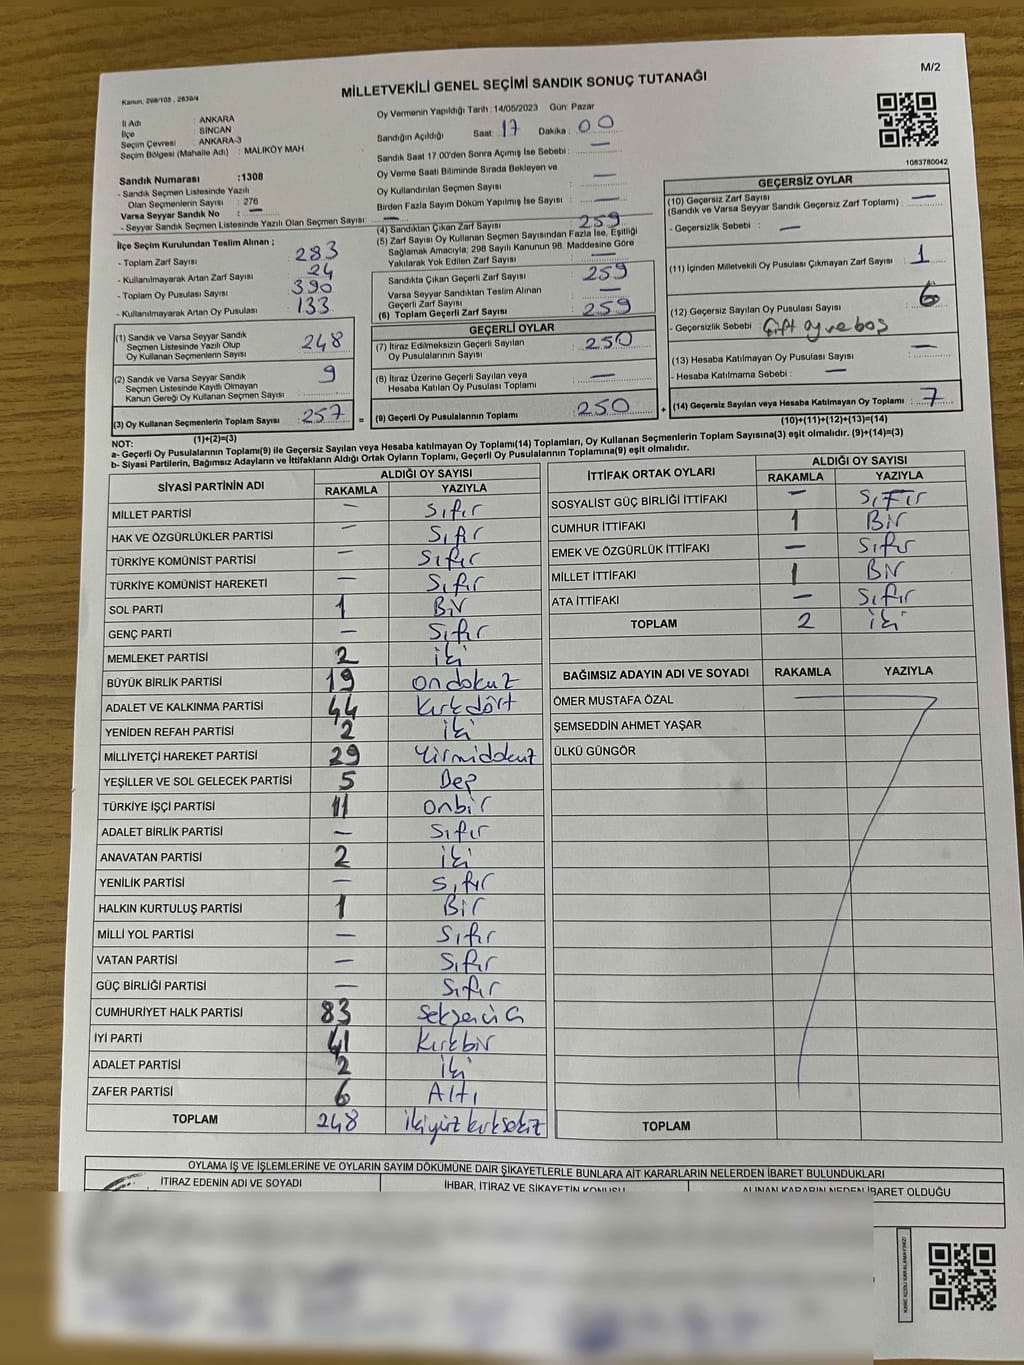 M/2
Kanun, 298/105 , 2839/4
MİLLETVEKİLİ GENEL SEÇİMİ SANDIK SONUÇ TUTANAĞI
İl Adı : ANKARA
İlçe : SİNCAN
Seçim Çevresi : ANKARA-3
Seçim Bölgesi (Mahalle Adı) : MALIKÖY MAH
Sandık Numarası :1308
- Sandık Seçmen Listesinde Yazılı
Olan Seçmenlerin Sayısı : 276
Varsa Seyyar Sandık No : —
- Seyyar Sandık Seçmen Listesinde Yazılı Olan Seçmen Sayısı: —
İlçe Seçim Kurulundan Teslim Alınan ;
- Toplam Zarf Sayısı : 283
- Kullanılmayarak Artan Zarf Sayısı : 24
- Toplam Oy Pusulası Sayısı : 390
- Kullanılmayarak Artan Oy Pusulası : 133
(1) Sandık ve Varsa Seyyar Sandık
Seçmen Listesinde Yazılı Olup
Oy Kullanan Seçmenlerin Sayısı : 248
(2) Sandık ve Varsa Seyyar Sandık
Seçmen Listesinde Kayıtlı Olmayan
Kanun Gereği Oy Kullanan Seçmen Sayısı : 9
(3) Oy Kullanan Seçmenlerin Toplam Sayısı : 257
(1)+(2)=(3)
Oy Vermenin Yapıldığı Tarih :14/05/2023 Gün: Pazar
Sandığın Açıldığı Saat: 17 Dakika : 00
Sandık Saat 17.00'den Sonra Açımış İse Sebebi : —
Oy Verme Saati Bitiminde Sırada Bekleyen ve
Oy Kullandırılan Seçmen Sayısı : —
Birden Fazla Sayım Döküm Yapılmış İse Sayısı : —
(4) Sandıktan Çıkan Zarf Sayısı : 259
(5) Zarf Sayısı Oy Kullanan Seçmen Sayısından Fazla İse, Eşitliği
Sağlamak Amacıyla; 298 Sayılı Kanunun 98. Maddesine Göre
Yakılarak Yok Edilen Zarf Sayısı : —
Sandıkta Çıkan Geçerli Zarf Sayısı : 259
Varsa Seyyar Sandıktan Teslim Alınan
Geçerli Zarf Sayısı : —
(6) Toplam Geçerli Zarf Sayısı : 259
GEÇERLİ OYLAR
(7) İtiraz Edilmeksizin Geçerli Sayılan
Oy Pusulalarının Sayısı : 250
(8) İtiraz Üzerine Geçerli Sayılan veya
Hesaba Katılan Oy Pusulası Toplamı : —
= (9) Geçerli Oy Pusulalarının Toplamı : 250 +
1083780042
GEÇERSİZ OYLAR
(10) Geçersiz Zarf Sayısı
(Sandık ve Varsa Seyyar Sandık Geçersiz Zarf Toplamı) : —
- Geçersizlik Sebebi : —
(11) İçinden Milletvekili Oy Pusulası Çıkmayan Zarf Sayısı : 1
(12) Geçersiz Sayılan Oy Pusulası Sayısı : 6
- Geçersizlik Sebebi : Çift oy ve boş
(13) Hesaba Katılmayan Oy Pusulası Sayısı : —
- Hesaba Katılmama Sebebi : —
(14) Geçersiz Sayılan veya Hesaba Katılmayan Oy Toplamı : 7
(10)+(11)+(12)+(13)=(14)
NOT:
a- Geçerli Oy Pusulalarının Toplamı(9) ile Geçersiz Sayılan veya Hesaba katılmayan Oy Toplamı(14) Toplamları, Oy Kullanan Seçmenlerin Toplam Sayısına(3) eşit olmalıdır. (9)+(14)=(3)
b- Siyasi Partilerin, Bağımsız Adayların ve İttifakların Aldığı Ortak Oyların Toplamı, Geçerli Oy Pusulalarının Toplamına(9) eşit olmalıdır.
SİYASİ PARTİNİN ADI ALDIĞI OY SAYISI
RAKAMLA YAZIYLA
MİLLET PARTİSİ — Sıfır
HAK VE ÖZGÜRLÜKLER PARTİSİ — Sıfır
TÜRKİYE KOMÜNİST PARTİSİ — Sıfır
TÜRKİYE KOMÜNİST HAREKETİ — Sıfır
SOL PARTİ 1 Bir
GENÇ PARTİ — Sıfır
MEMLEKET PARTİSİ 2 iki
BÜYÜK BİRLİK PARTİSİ 19 ondokuz
ADALET VE KALKINMA PARTİSİ 44 Kırkdört
YENİDEN REFAH PARTİSİ 2 iki
MİLLİYETÇİ HAREKET PARTİSİ 29 Yirmidokuz
YEŞİLLER VE SOL GELECEK PARTİSİ 5 Beş
TÜRKİYE İŞÇİ PARTİSİ 11 onbir
ADALET BİRLİK PARTİSİ — Sıfır
ANAVATAN PARTİSİ 2 iki
YENİLİK PARTİSİ — Sıfır
HALKIN KURTULUŞ PARTİSİ 1 Bir
MİLLİ YOL PARTİSİ — Sıfır
VATAN PARTİSİ — Sıfır
GÜÇ BİRLİĞİ PARTİSİ — Sıfır
CUMHURİYET HALK PARTİSİ 83 seksenüç
İYİ PARTİ 41 Kırkbir
ADALET PARTİSİ 2 iki
ZAFER PARTİSİ 6 Altı
TOPLAM 248 ikiyüz kırksekiz
İTTİFAK ORTAK OYLARI ALDIĞI OY SAYISI
RAKAMLA YAZIYLA
SOSYALİST GÜÇ BİRLİĞİ İTTİFAKI — SıFır
CUMHUR İTTİFAKI 1 Bir
EMEK VE ÖZGÜRLÜK İTTİFAKI — Sıfır
MİLLET İTTİFAKI 1 Bir
ATA İTTİFAKI — Sıfır
TOPLAM 2 iki
BAĞIMSIZ ADAYIN ADI VE SOYADI RAKAMLA YAZIYLA
ÖMER MUSTAFA ÖZAL
ŞEMSEDDİN AHMET YAŞAR
ÜLKÜ GÜNGÖR
TOPLAM
OYLAMA İŞ VE İŞLEMLERİNE VE OYLARIN SAYIM DÖKÜMÜNE DAİR ŞİKAYETLERLE BUNLARA AİT KARARLARIN NELERDEN İBARET BULUNDUKLARI
İTİRAZ EDENİN ADI VE SOYADI İHBAR, İTİRAZ VE ŞİKAYETİN KONUSU ALINAN KARARIN NEDEN İBARET OLDUĞU